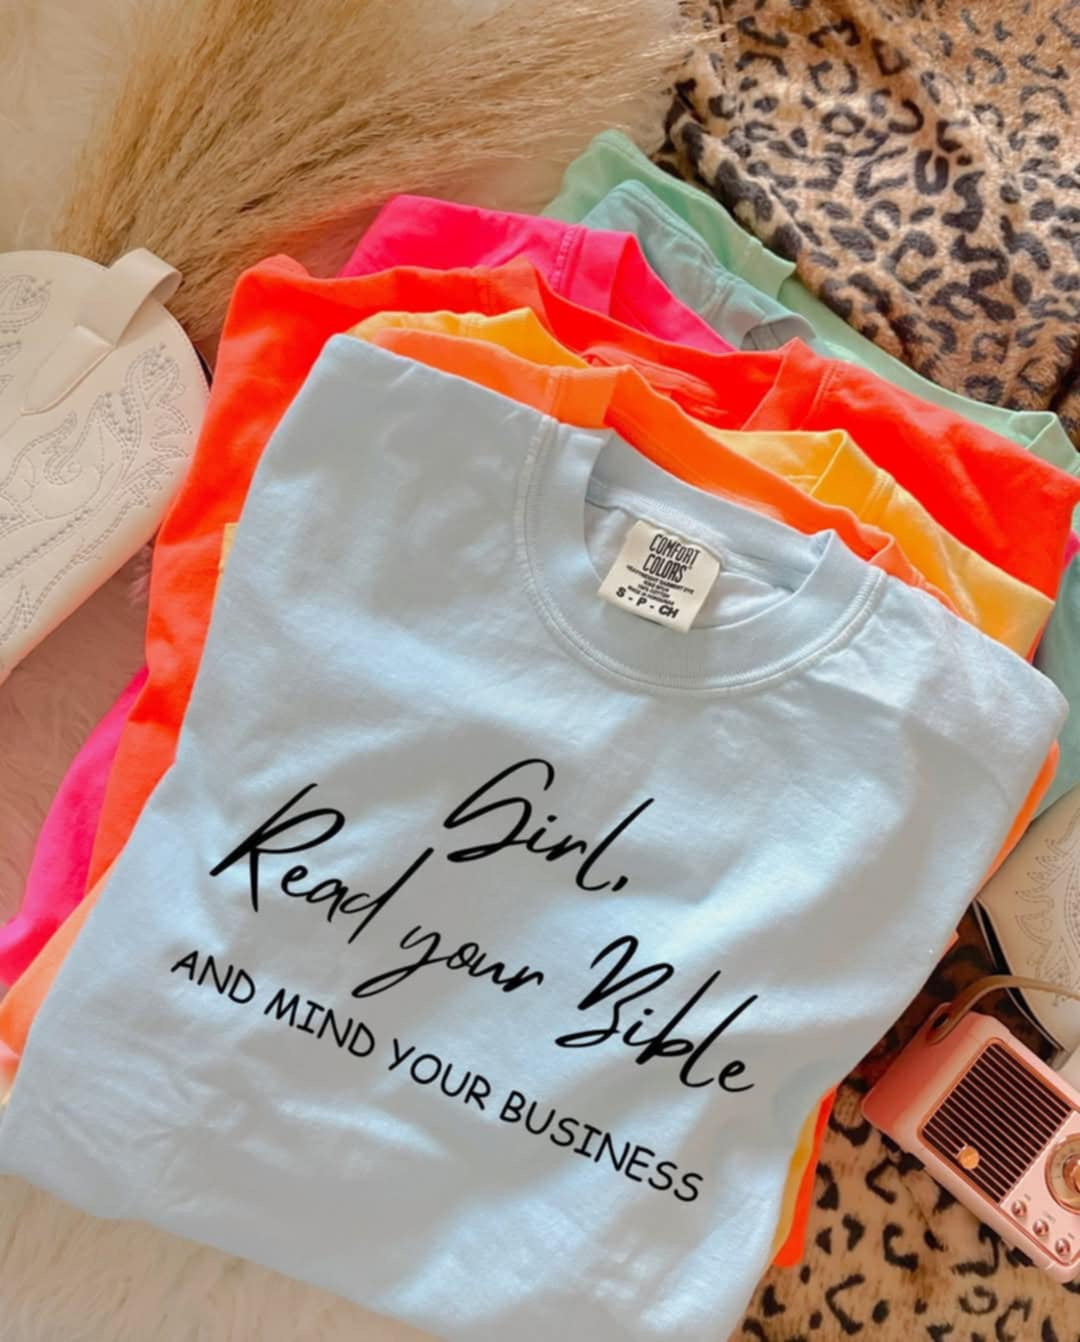 COMFORT
COLORS®
S - P - CH
Girl,
Read your Bible
AND MIND YOUR BUSINESS